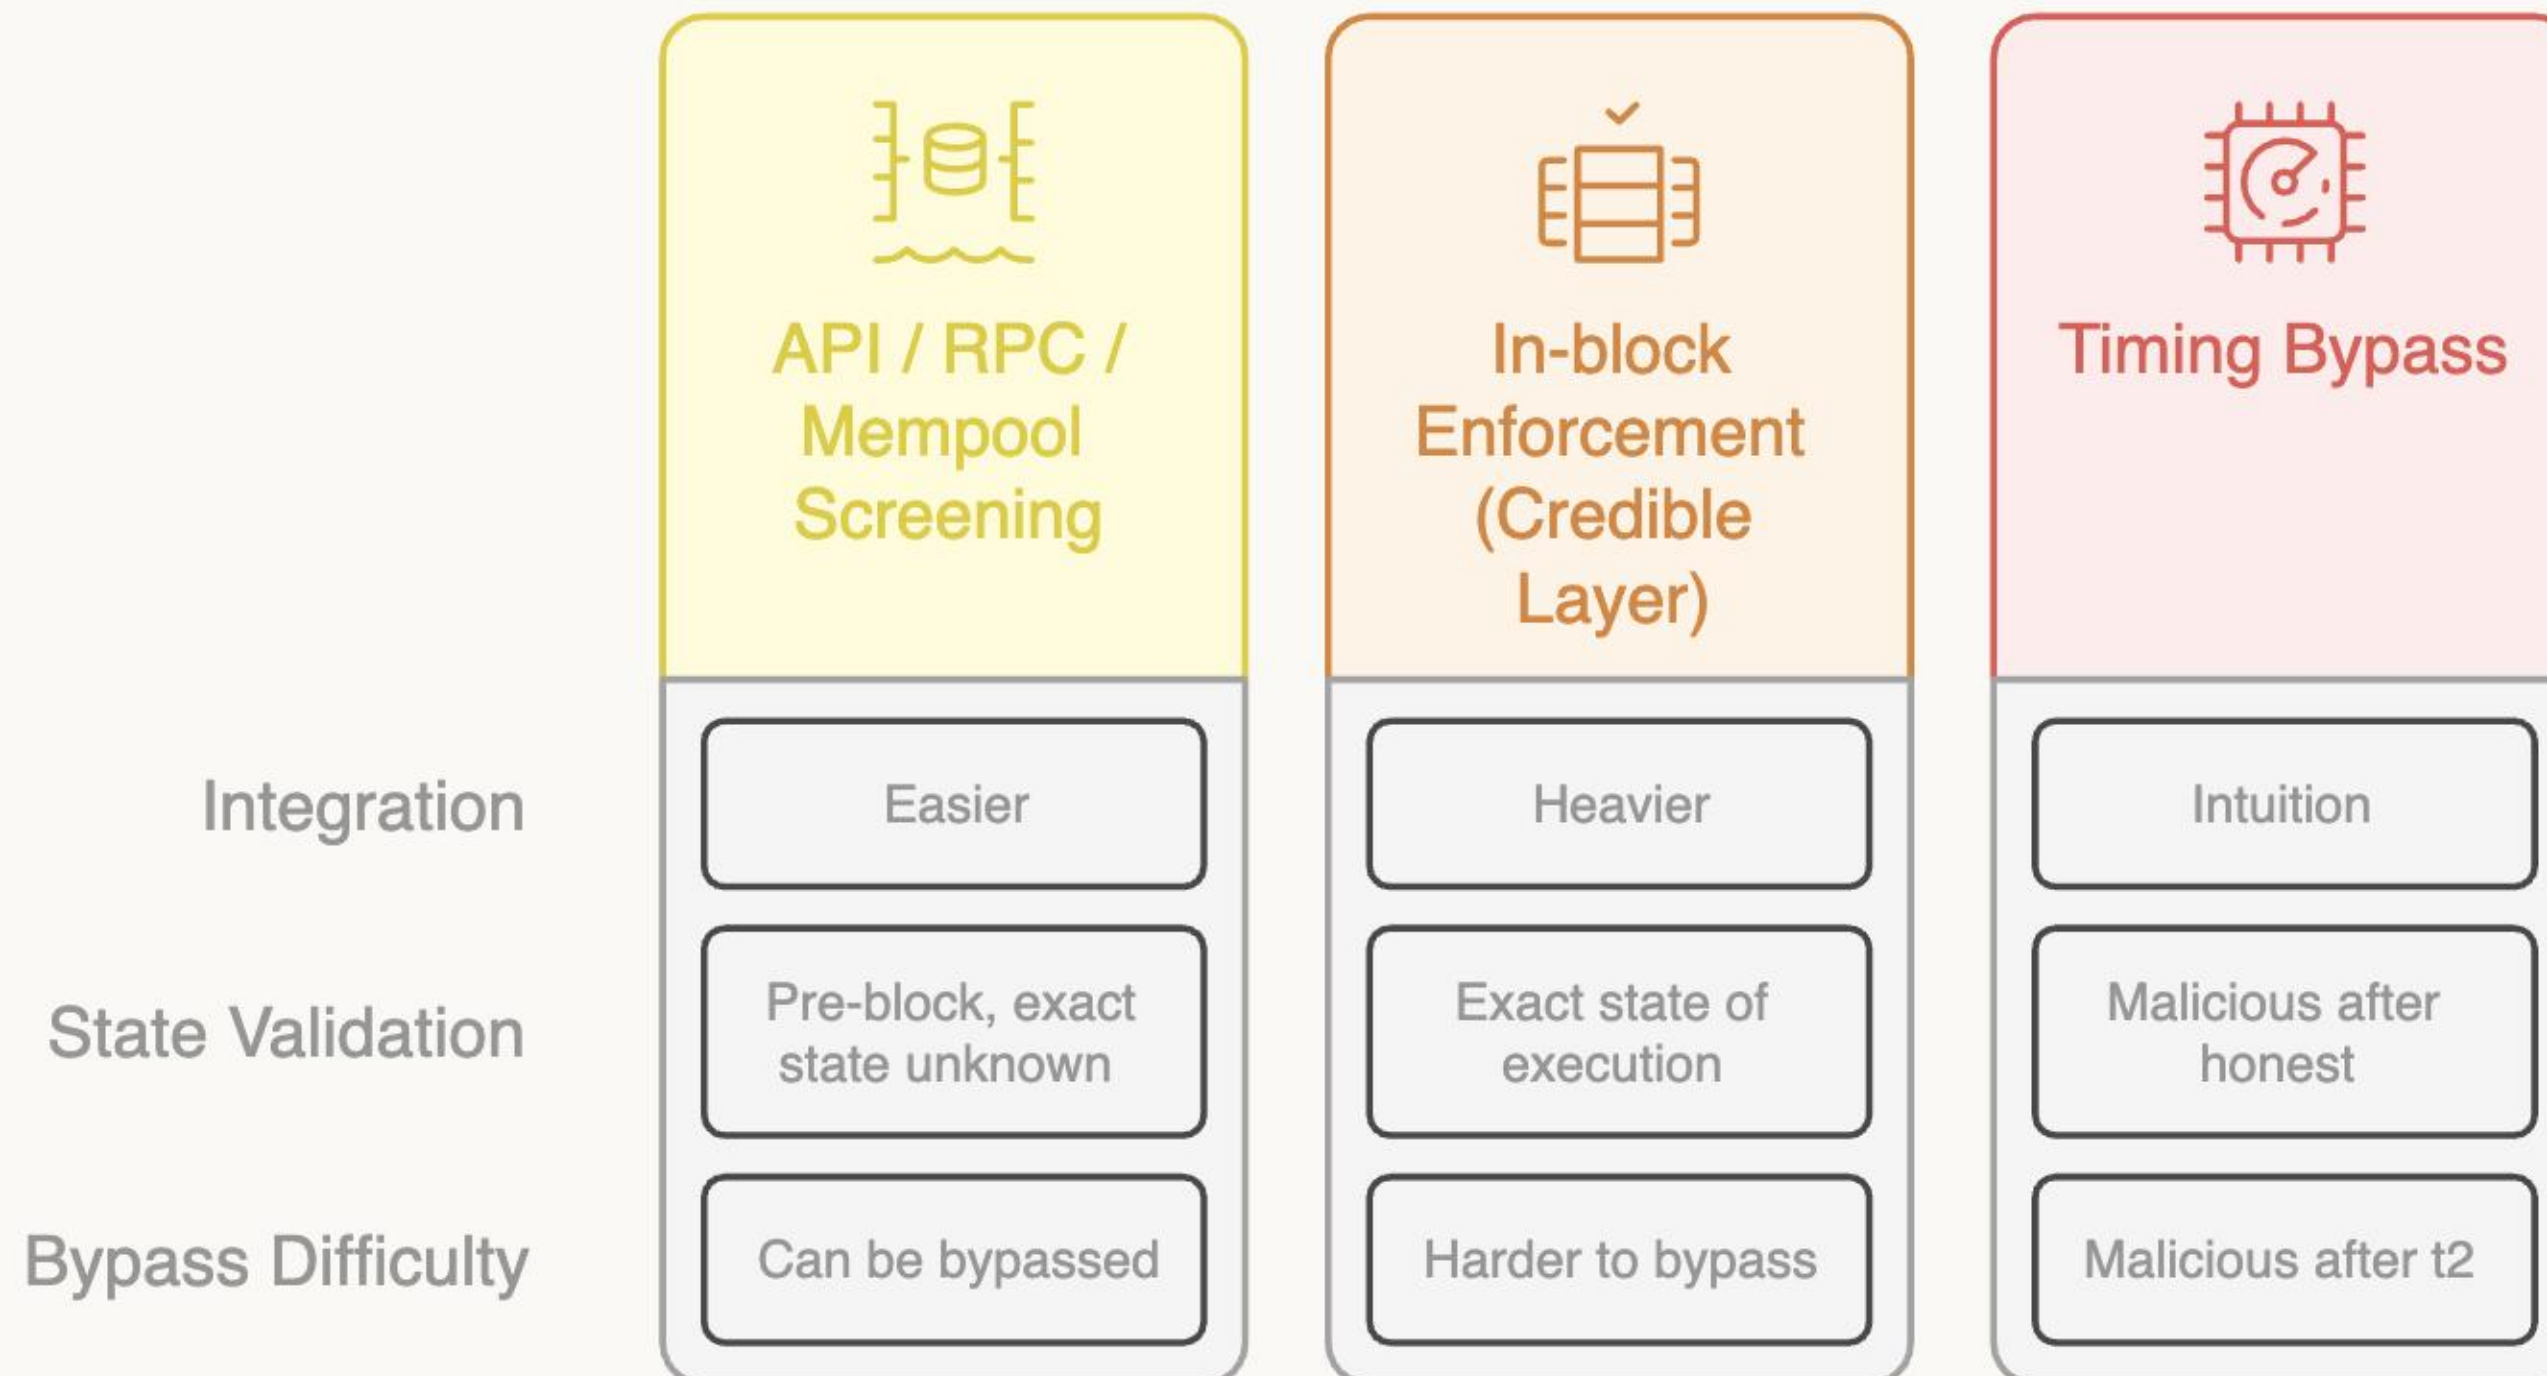 API / RPC /
Mempool
Screening
In-block
Enforcement
(Credible
Layer)
Timing Bypass
Integration
Easier
Heavier
Intuition
State Validation
Pre-block, exact
state unknown
Exact state of
execution
Malicious after
honest
Bypass Difficulty
Can be bypassed
Harder to bypass
Malicious after t2